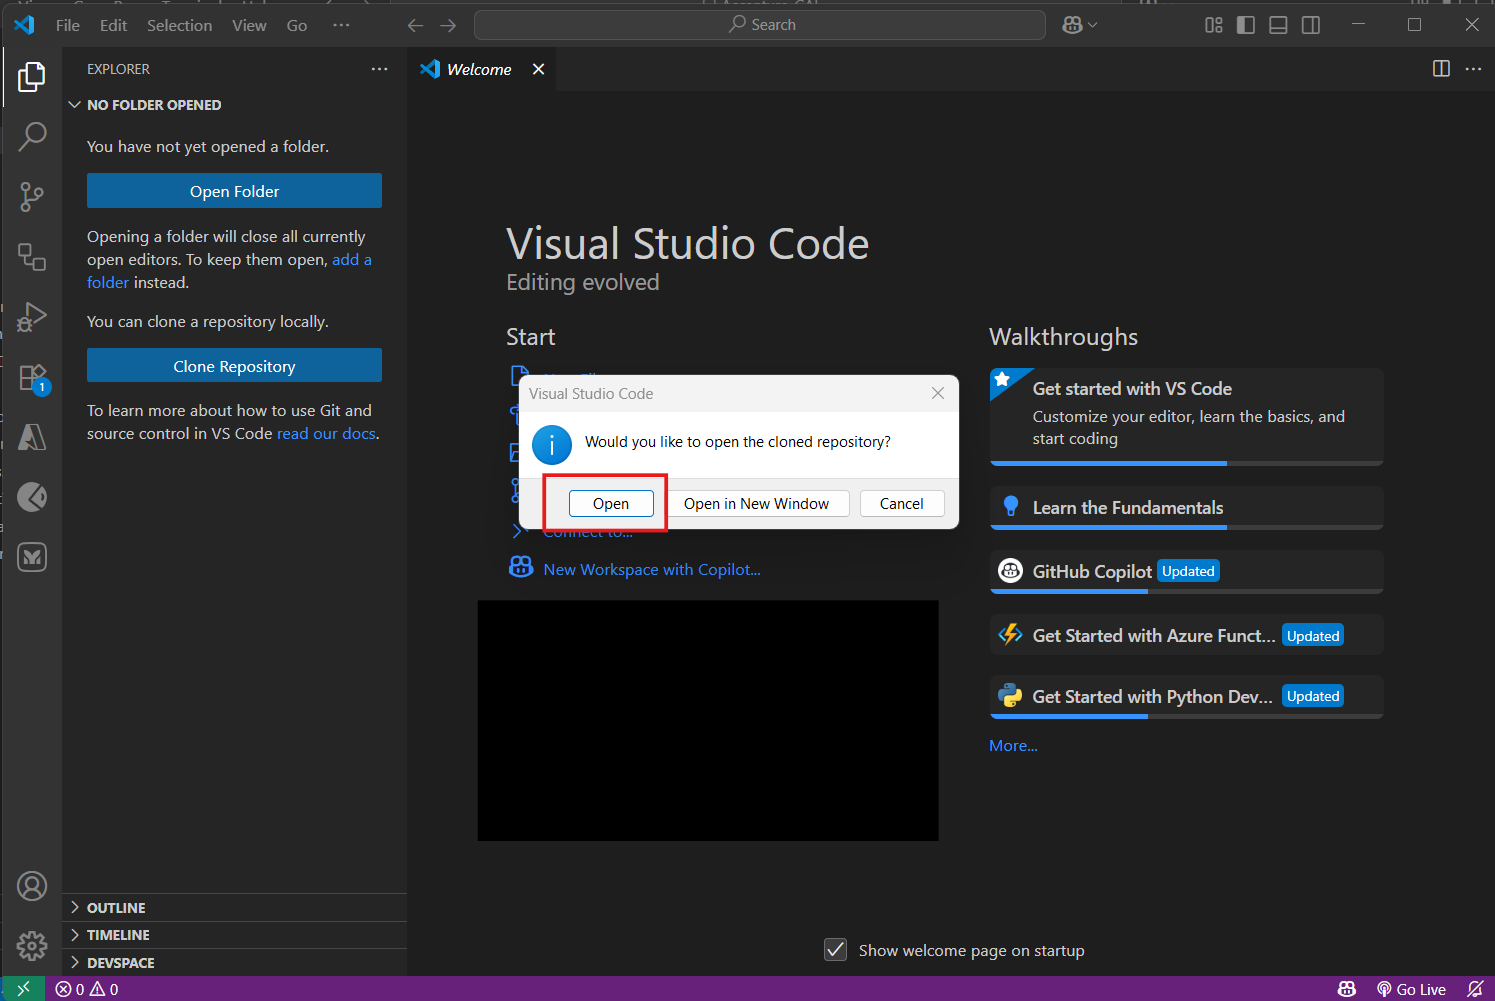 File Edit Selection View Go ···
Search
EXPLORER ···
NO FOLDER OPENED
You have not yet opened a folder.
Open Folder
Opening a folder will close all currently
open editors. To keep them open, add a
folder instead.
You can clone a repository locally.
Clone Repository
To learn more about how to use Git and
source control in VS Code read our docs.
OUTLINE
TIMELINE
DEVSPACE
1
Welcome
Visual Studio Code
Editing evolved
Start
Visual Studio Code
Would you like to open the cloned repository?
Open Open in New Window Cancel
Connect to...
New Workspace with Copilot...
Walkthroughs
Get started with VS Code
Customize your editor, learn the basics, and
start coding
Learn the Fundamentals
GitHub Copilot Updated
Get Started with Azure Funct... Updated
Get Started with Python Dev... Updated
More...
Show welcome page on startup
0 0
Go Live